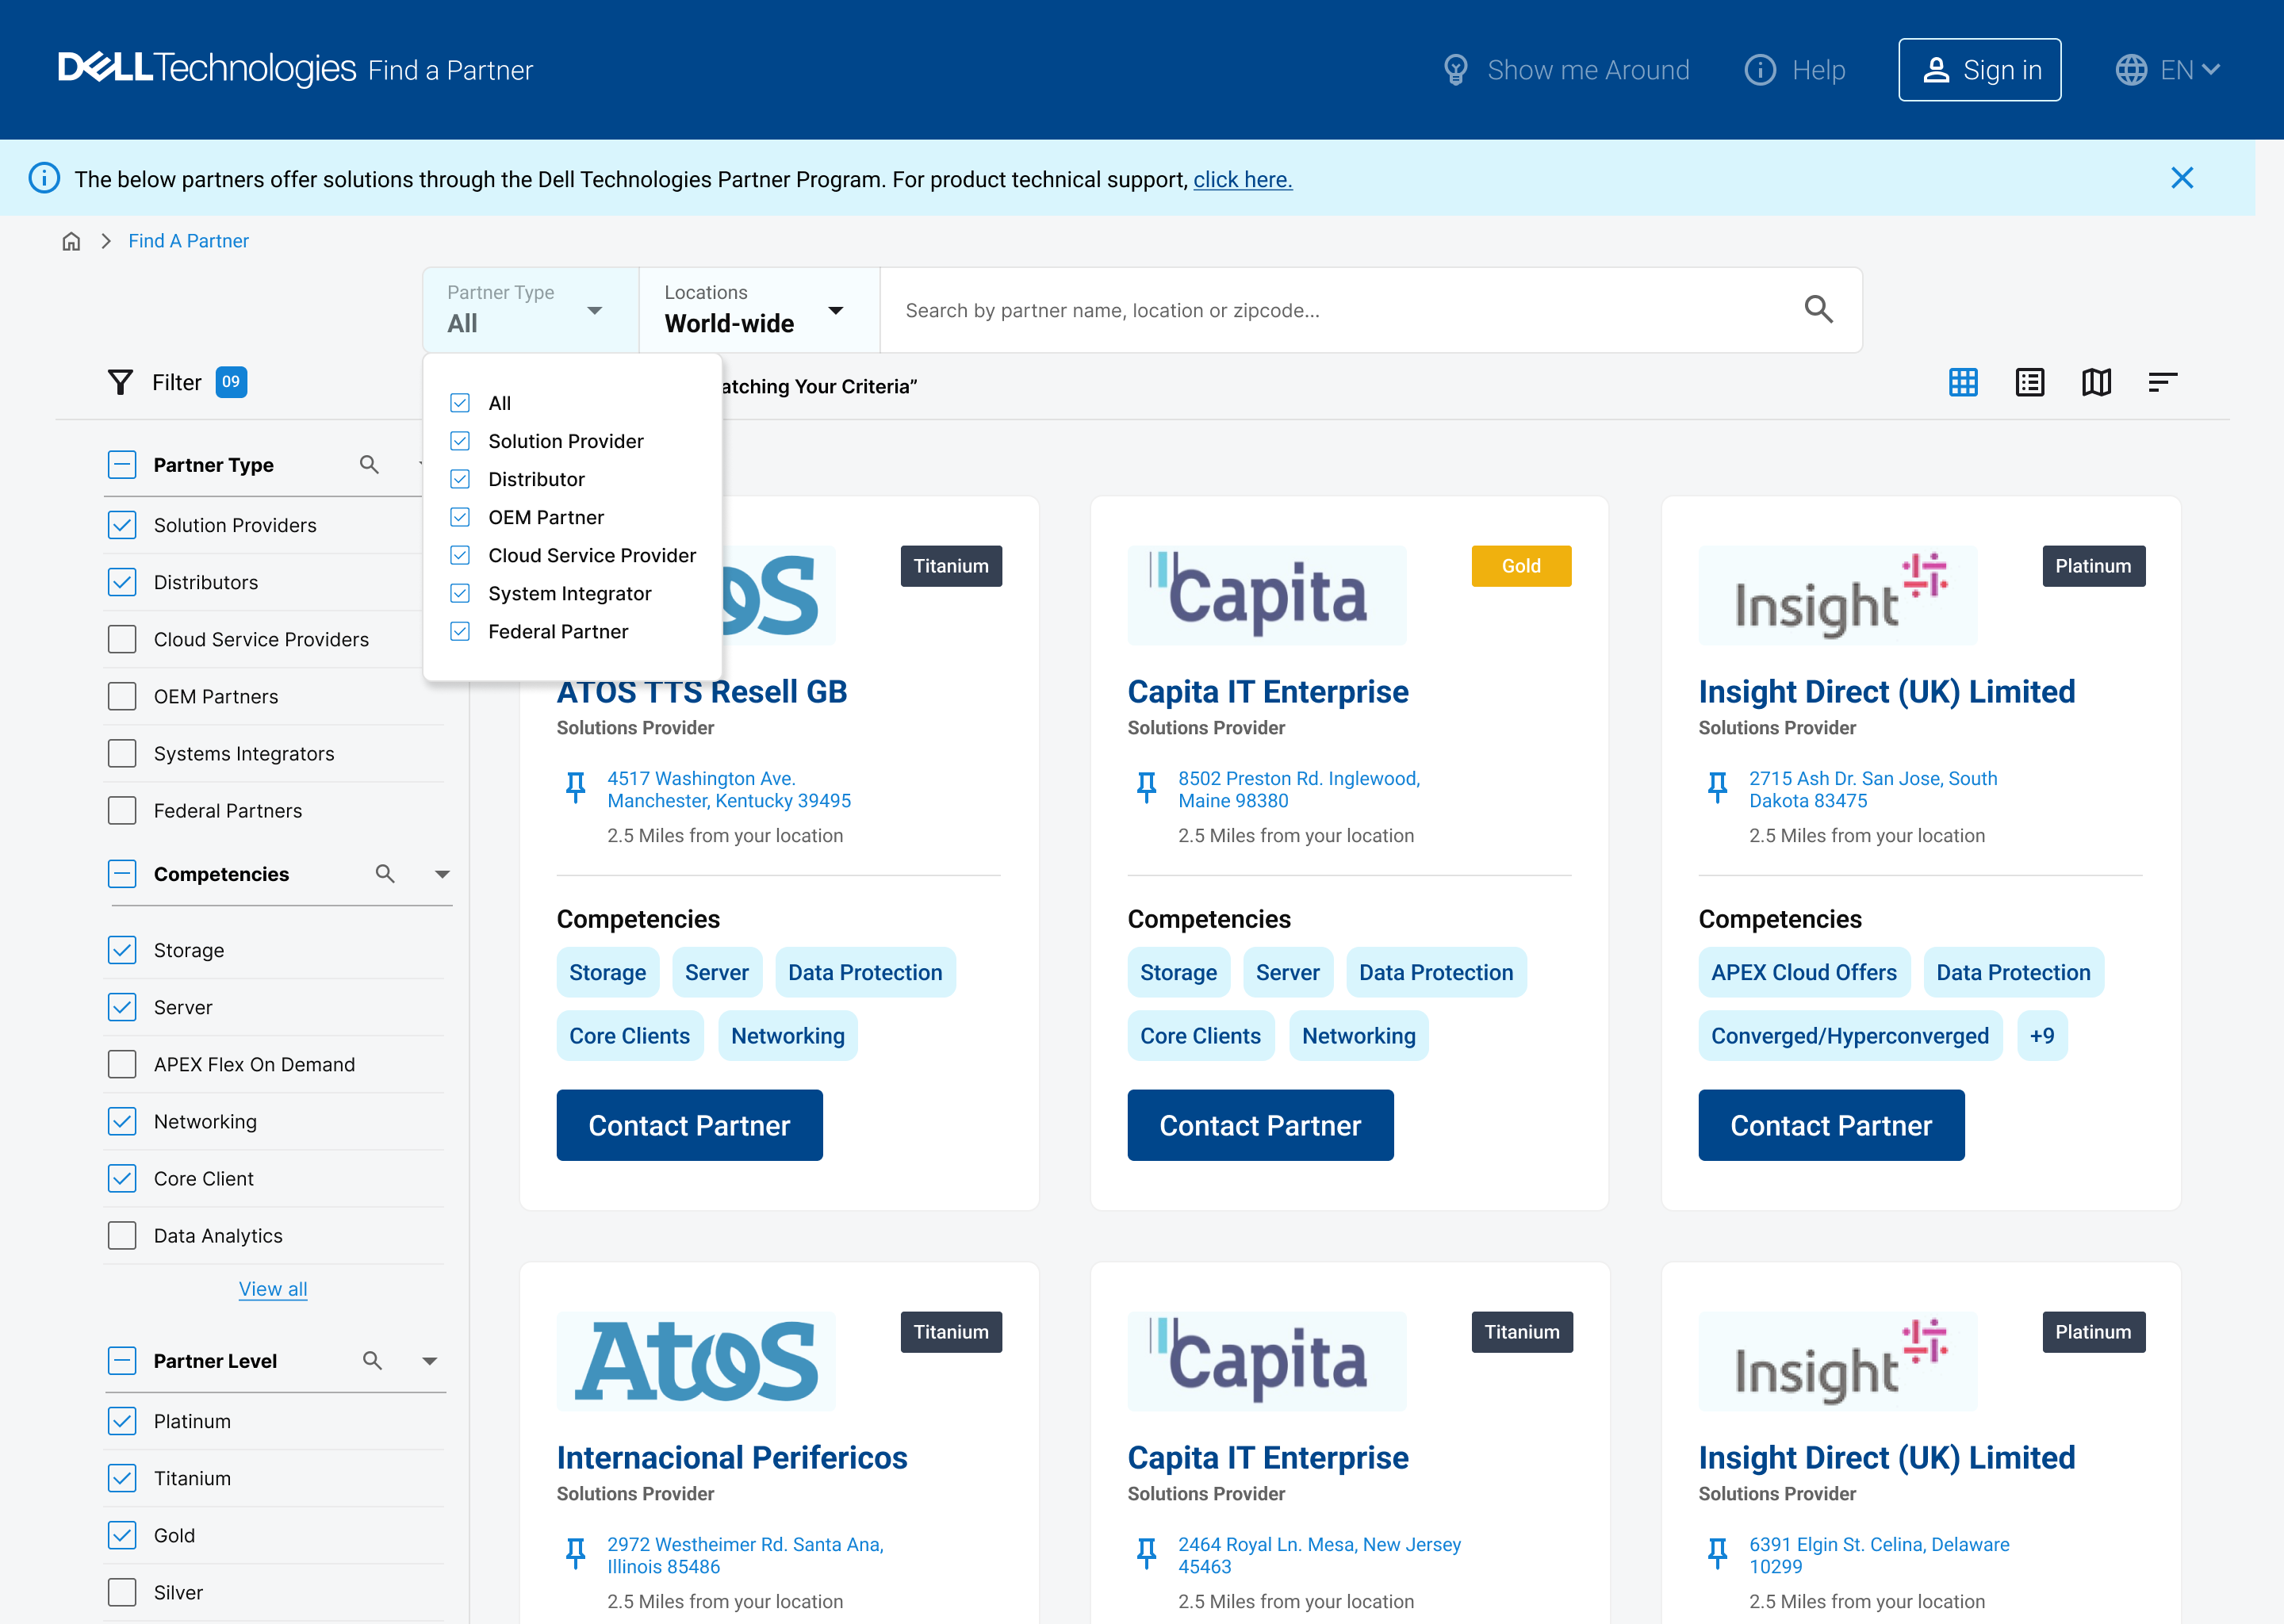 DELLTechnologies Find a Partner
Show me Around
Help
Sign in
EN
The below partners offer solutions through the Dell Technologies Partner Program. For product technical support, click here.
Find A Partner
Partner Type
All
Locations
World-wide
Search by partner name, location or zipcode...
Filter
09
atching Your Criteria”
All
Solution Provider
Distributor
OEM Partner
Cloud Service Provider
System Integrator
Federal Partner
Partner Type
Solution Providers
Distributors
Cloud Service Providers
OEM Partners
Systems Integrators
Federal Partners
Competencies
Storage
Server
APEX Flex On Demand
Networking
Core Client
Data Analytics
View all
Partner Level
Platinum
Titanium
Gold
Silver
Titanium
ATOS TTS Resell GB
Solutions Provider
4517 Washington Ave.
Manchester, Kentucky 39495
2.5 Miles from your location
Competencies
Storage
Server
Data Protection
Core Clients
Networking
Contact Partner
Capita
Gold
Capita IT Enterprise
Solutions Provider
8502 Preston Rd. Inglewood,
Maine 98380
2.5 Miles from your location
Competencies
Storage
Server
Data Protection
Core Clients
Networking
Contact Partner
Insight
Platinum
Insight Direct (UK) Limited
Solutions Provider
2715 Ash Dr. San Jose, South
Dakota 83475
2.5 Miles from your location
Competencies
APEX Cloud Offers
Data Protection
Converged/Hyperconverged
+9
Contact Partner
Atos
Titanium
Internacional Perifericos
Solutions Provider
2972 Westheimer Rd. Santa Ana,
Illinois 85486
2.5 Miles from your location
Capita
Titanium
Capita IT Enterprise
Solutions Provider
2464 Royal Ln. Mesa, New Jersey
45463
2.5 Miles from your location
Insight
Platinum
Insight Direct (UK) Limited
Solutions Provider
6391 Elgin St. Celina, Delaware
10299
2.5 Miles from your location